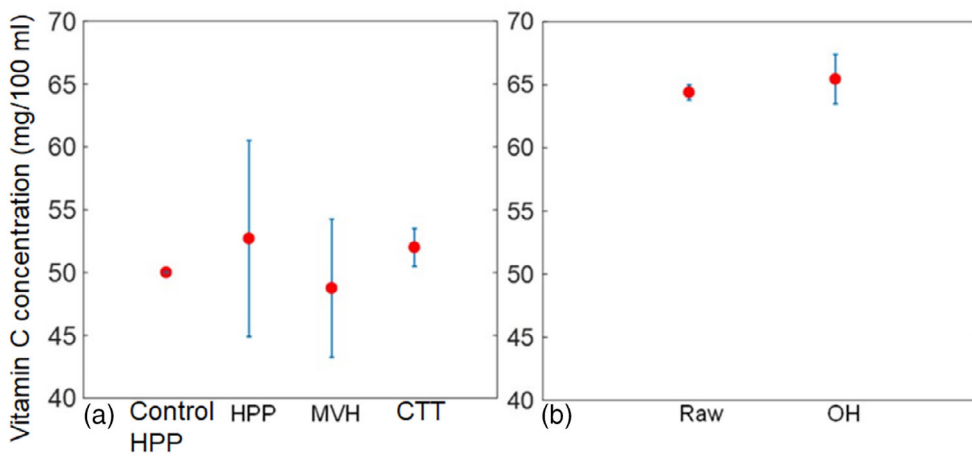 Vitamin C concentration (mg/100 ml)
70
65
60
55
50
45
40
(a)
Control
HPP
HPP
MVH
CTT
70
65
60
55
50
45
40
(b)
Raw
OH